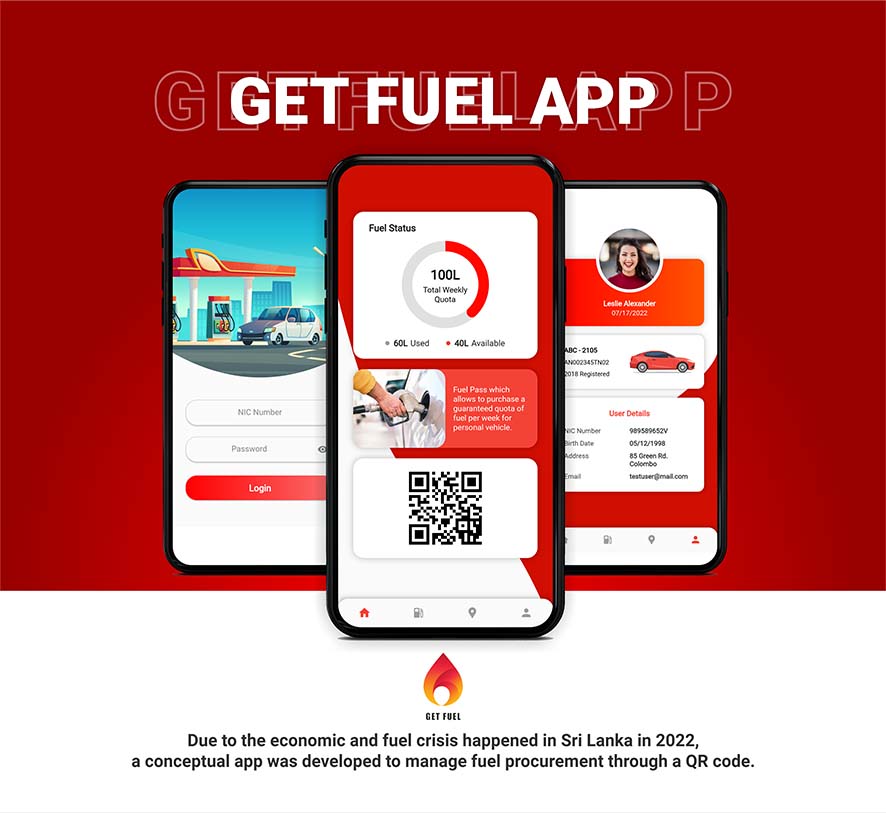 GET FUEL APP
GET FUEL APP
NIC Number
Password
Login
Fuel Status
100L
Total Weekly
Quota
60L Used
40L Available
Fuel Pass which
allows to purchase a
guaranteed quota of
fuel per week for
personal vehicle.
Leslie Alexander
07/17/2022
ABC - 2105
AN002345TN02
2018 Registered
User Details
NIC Number 989589652V
Birth Date 05/12/1998
Address 85 Green Rd.
Colombo
Email testuser@mail.com
GET FUEL
Due to the economic and fuel crisis happened in Sri Lanka in 2022,
a conceptual app was developed to manage fuel procurement through a QR code.